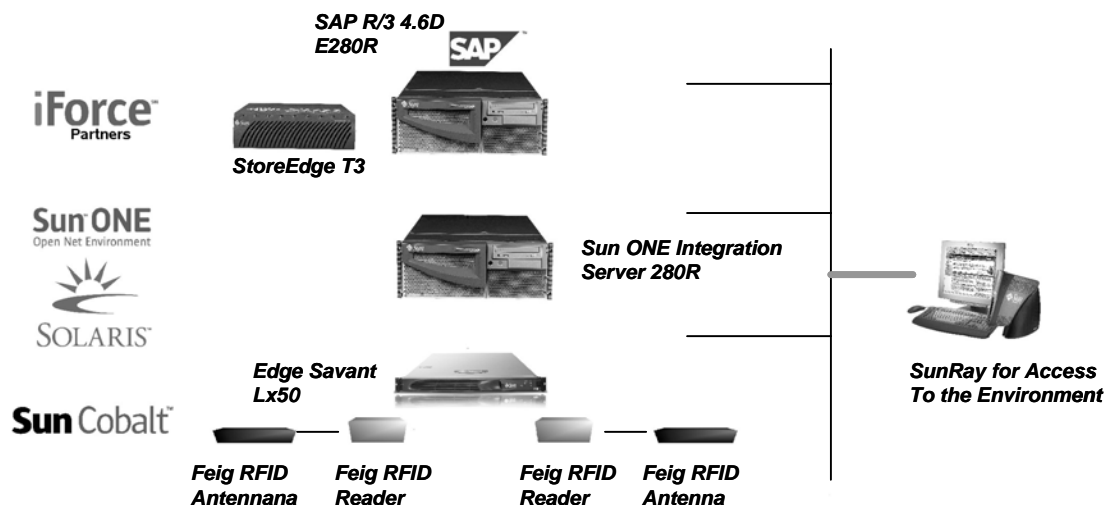 SAP R/3 4.6D
E280R
SAP
iForce
Partners
StoreEdge T3
Sun ONE
Open Net Environment
Sun ONE Integration
Server 280R
SOLARIS
Edge Savant
Lx50
SunRay for Access
To the Environment
Sun Cobalt
Feig RFID
Antennana
Feig RFID
Reader
Feig RFID
Reader
Feig RFID
Antenna